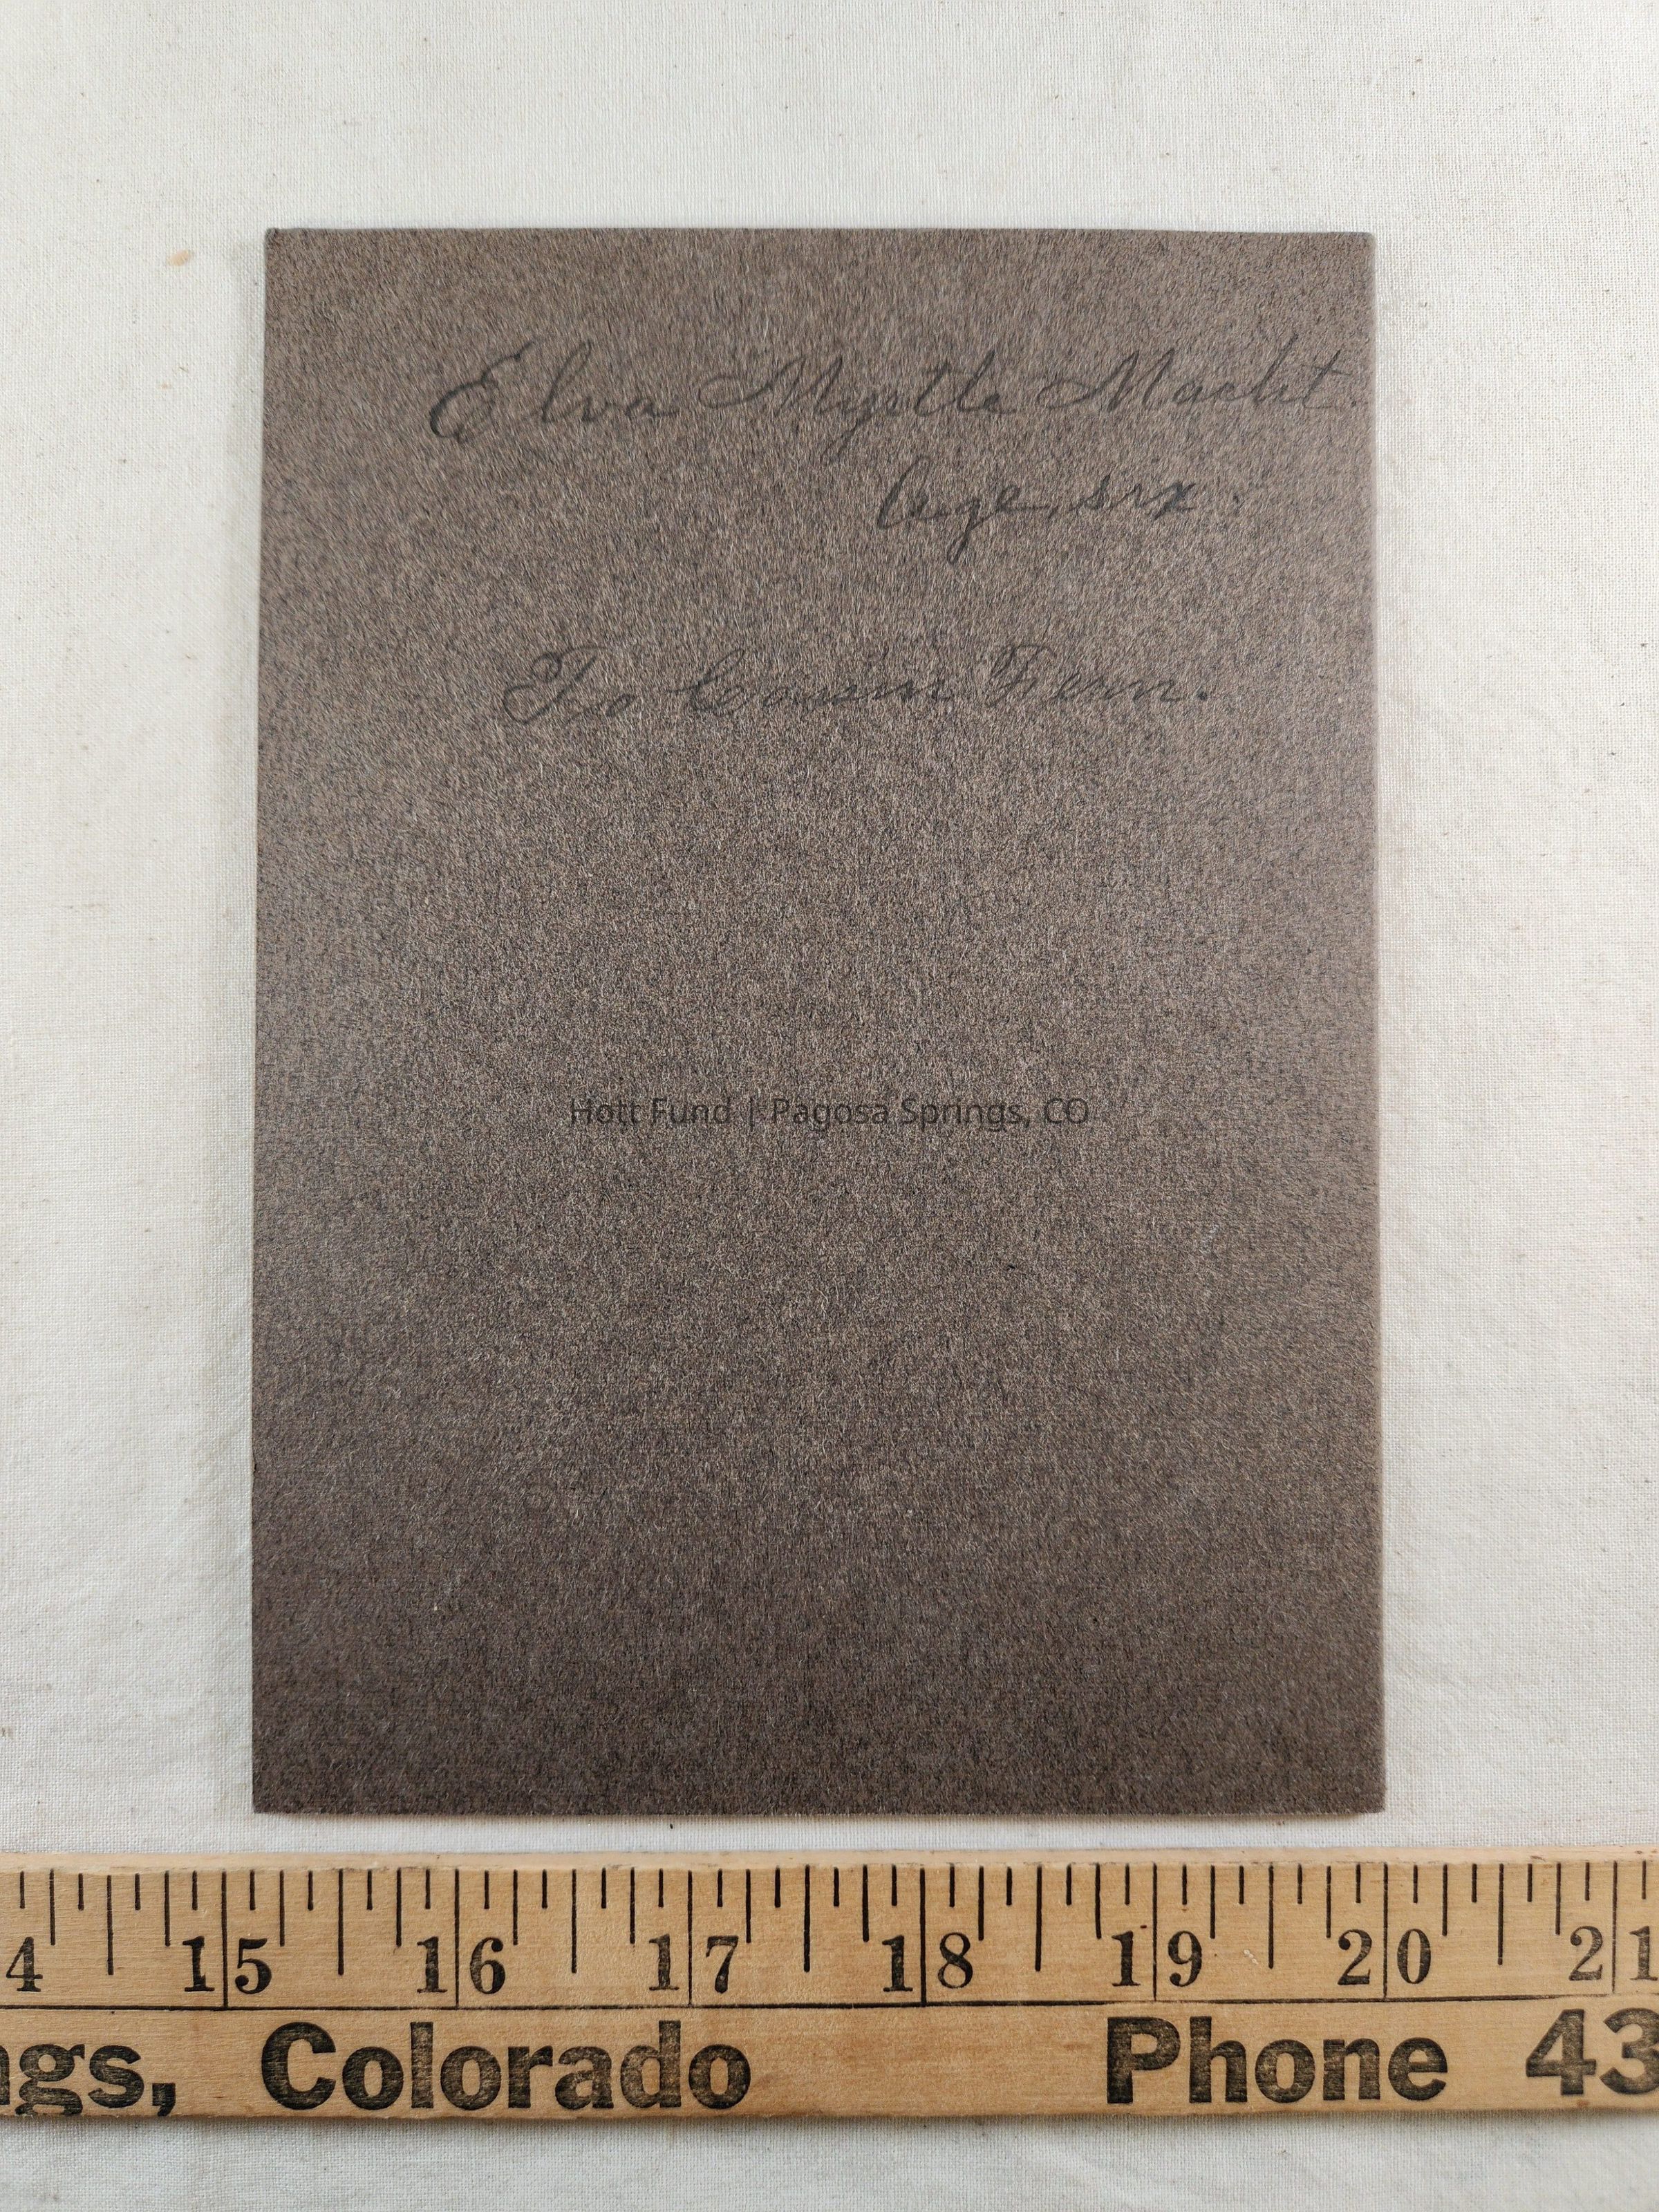 Elva Myrtle Macht.
Age, six.
To Cousin Fern.
Hott Fund | Pagosa Springs, CO
4 15 16 17 18 19 20 21
ngs, Colorado Phone 43